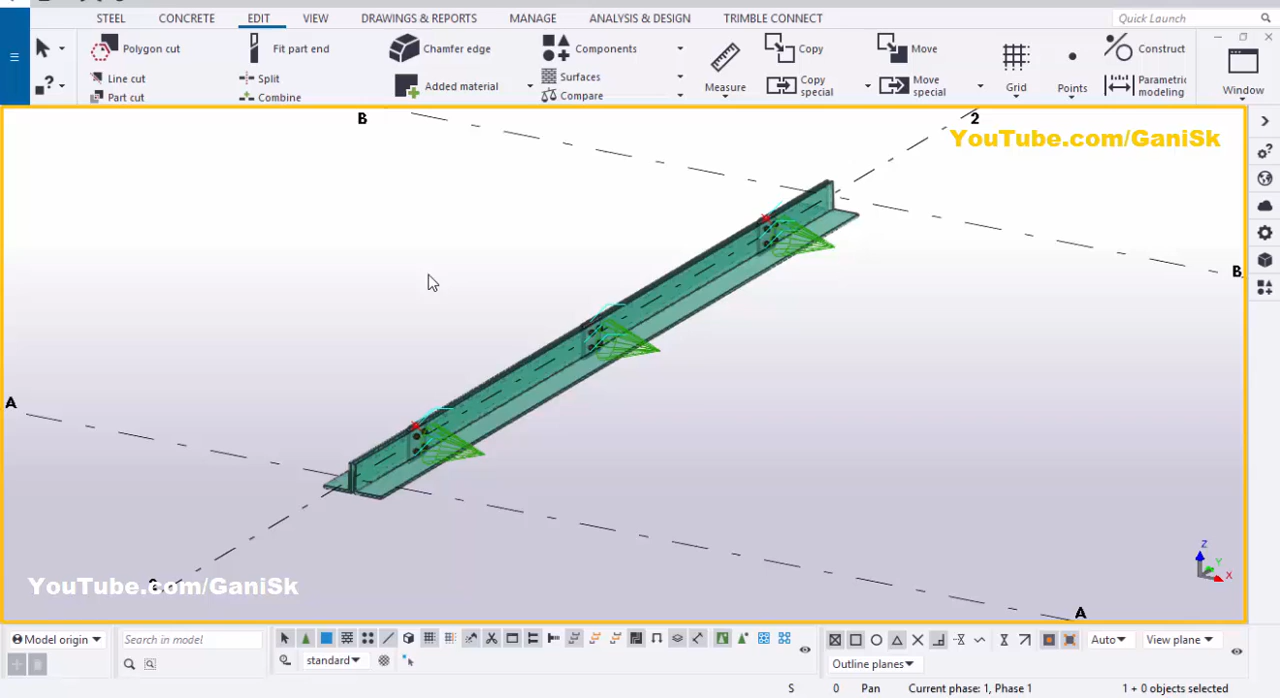 STEEL CONCRETE EDIT VIEW DRAWINGS & REPORTS MANAGE ANALYSIS & DESIGN TRIMBLE CONNECT Quick Launch
Polygon cut Fit part end Chamfer edge Components Copy Move Construct
Line cut Split Added material Surfaces Measure Copy special Move special Grid Points Parametric modeling Window
Part cut Combine Compare
B 2
YouTube.com/GaniSk
B
A
Z
Y
X
YouTube.com/GaniSk
A
Model origin Search in model Auto View plane
standard Outline planes
S 0 Pan Current phase: 1, Phase 1 1 + 0 objects selected